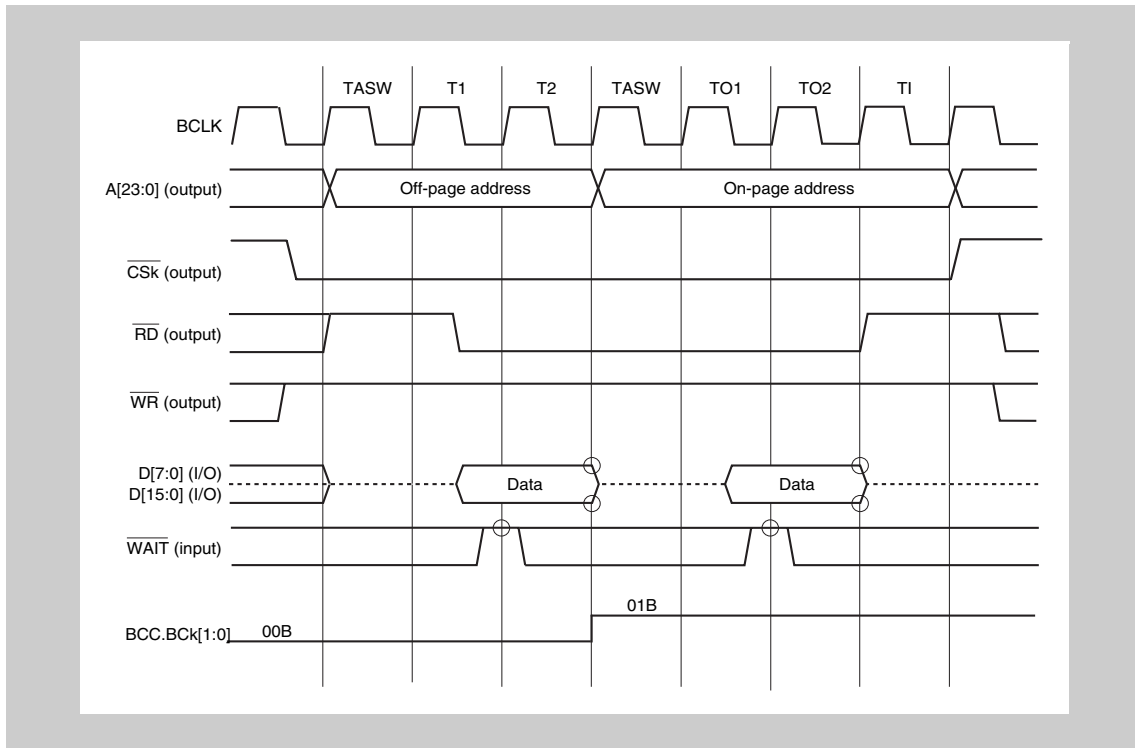 TASW T1 T2 TASW TO1 TO2 TI
BCLK
A[23:0] (output) Off-page address On-page address
CSk (output)
RD (output)
WR (output)
D[7:0] (I/O)
Data Data
D[15:0] (I/O)
WAIT (input)
01B
BCC.BCk[1:0] 00B